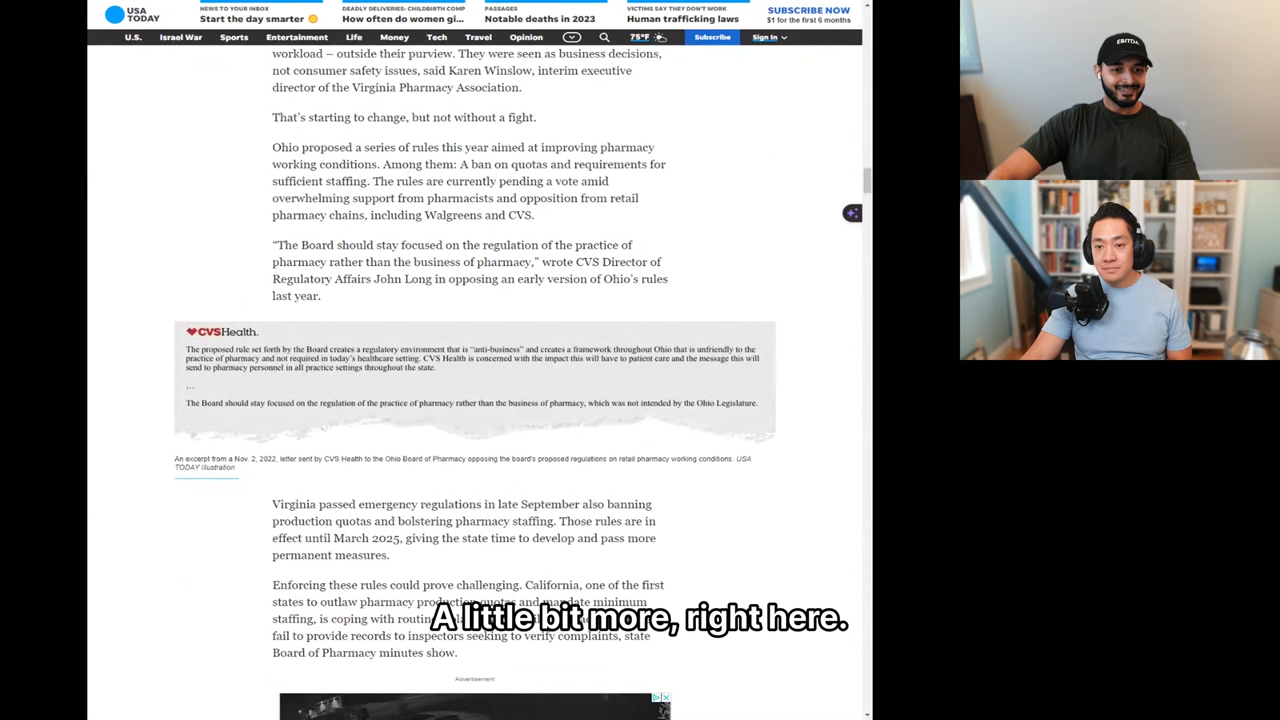 USA
TODAY
NEWS TO YOUR INBOX
Start the day smarter
DEADLY DELIVERIES: CHILDBIRTH COMP
How often do women gi...
PASSAGES
Notable deaths in 2023
VICTIMS SAY THEY DON'T WORK
Human trafficking laws
SUBSCRIBE NOW
$1 for the first 6 months
U.S. Israel War Sports Entertainment Life Money Tech Travel Opinion 75°F Subscribe Sign In
workload – outside their purview. They were seen as business decisions,
not consumer safety issues, said Karen Winslow, interim executive
director of the Virginia Pharmacy Association.
That’s starting to change, but not without a fight.
Ohio proposed a series of rules this year aimed at improving pharmacy
working conditions. Among them: A ban on quotas and requirements for
sufficient staffing. The rules are currently pending a vote amid
overwhelming support from pharmacists and opposition from retail
pharmacy chains, including Walgreens and CVS.
“The Board should stay focused on the regulation of the practice of
pharmacy rather than the business of pharmacy,” wrote CVS Director of
Regulatory Affairs John Long in opposing an early version of Ohio’s rules
last year.
CVSHealth.
The proposed rule set forth by the Board creates a regulatory environment that is “anti-business” and creates a framework throughout Ohio that is unfriendly to the
practice of pharmacy and not required in today’s healthcare setting. CVS Health is concerned with the impact this will have to patient care and the message this will
send to pharmacy personnel in all practice settings throughout the state.
...
The Board should stay focused on the regulation of the practice of pharmacy rather than the business of pharmacy, which was not intended by the Ohio Legislature.
An excerpt from a Nov. 2, 2022, letter sent by CVS Health to the Ohio Board of Pharmacy opposing the board's proposed regulations on retail pharmacy working conditions. USA
TODAY Illustration
Virginia passed emergency regulations in late September also banning
production quotas and bolstering pharmacy staffing. Those rules are in
effect until March 2025, giving the state time to develop and pass more
permanent measures.
Enforcing these rules could prove challenging. California, one of the first
states to outlaw pharmacy production quotas and mandate minimum
staffing, is coping with routine
A little bit more, right here.
fail to provide records to inspectors seeking to verify complaints, state
Board of Pharmacy minutes show.
Advertisement
EBITDA